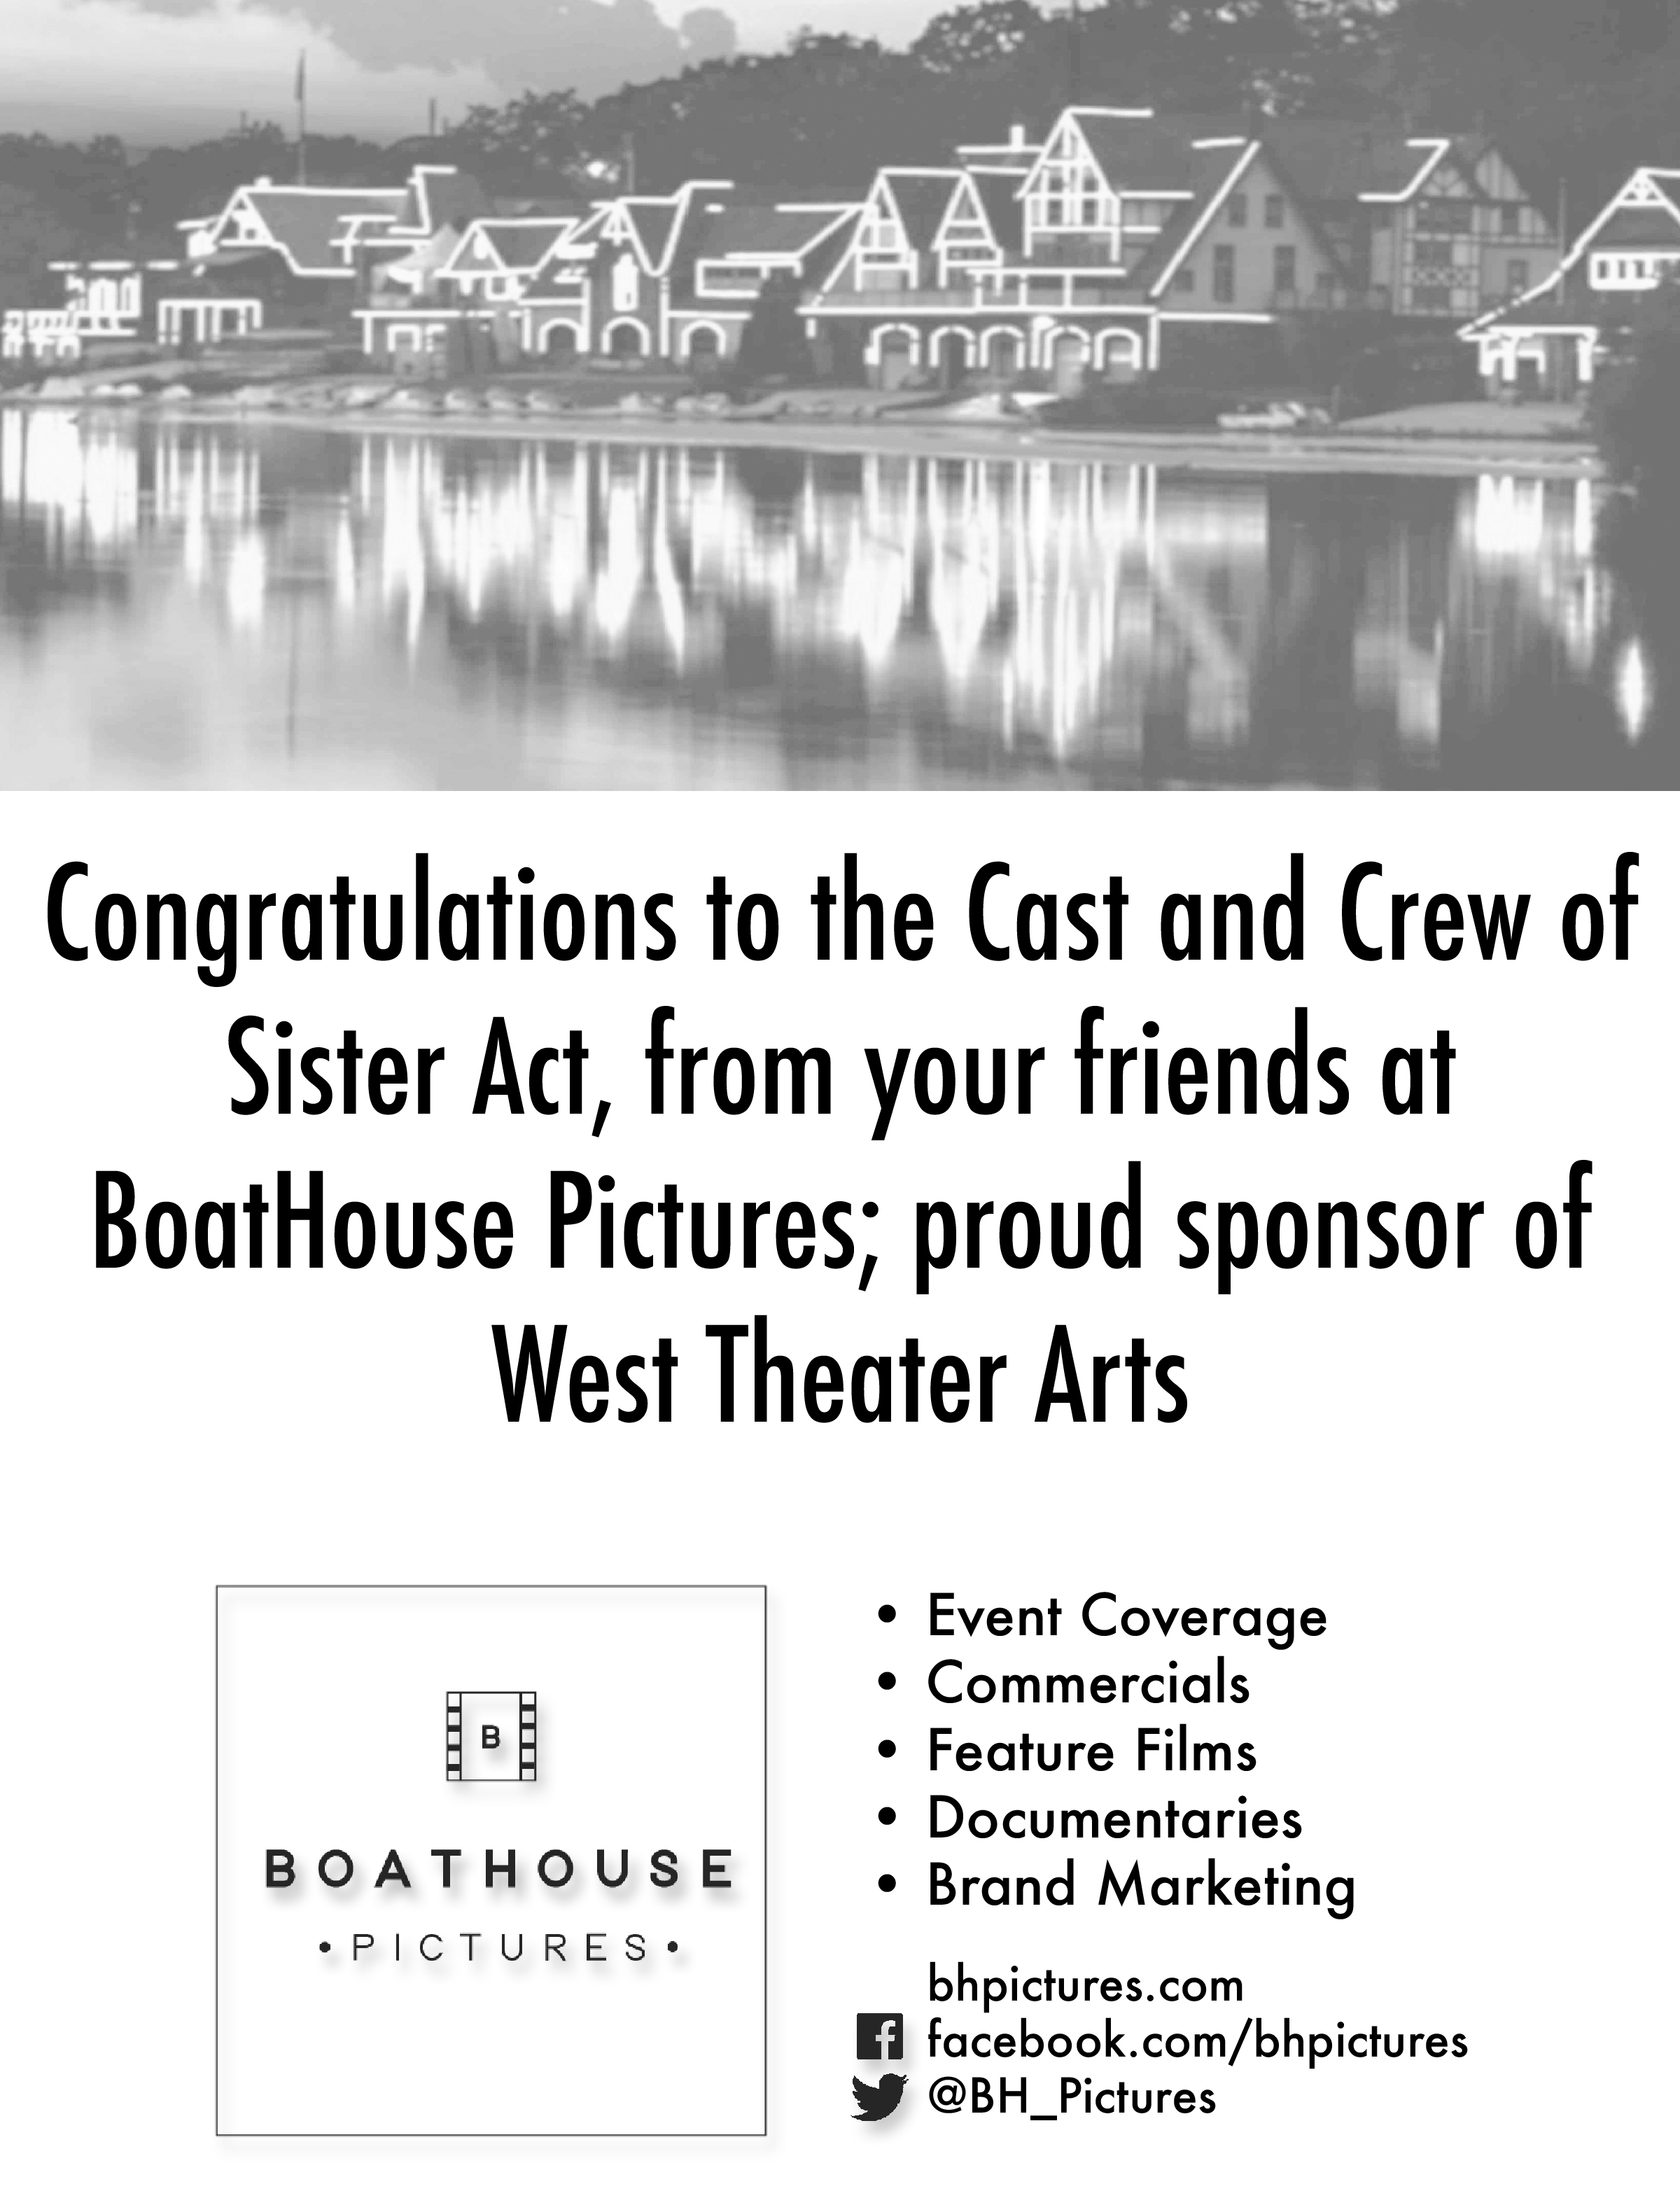 Congratulations to the Cast and Crew of
Sister Act, from your friends at
BoatHouse Pictures; proud sponsor of
West Theater Arts
B
BOATHOUSE
• PICTURES •
• Event Coverage
• Commercials
• Feature Films
• Documentaries
• Brand Marketing
bhpictures.com
f facebook.com/bhpictures
@BH_Pictures